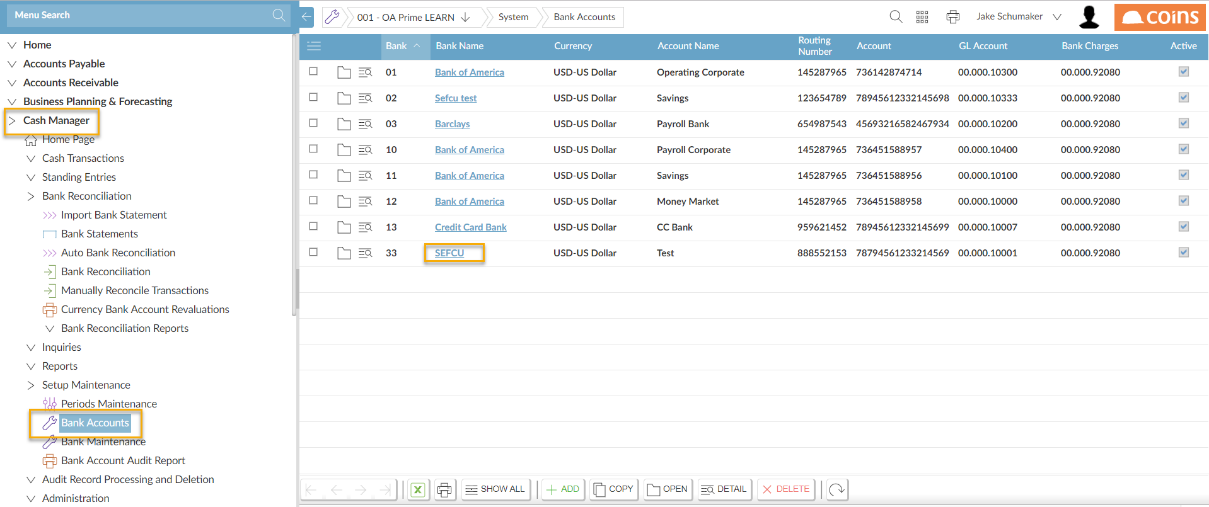 Menu Search
Home
Accounts Payable
Accounts Receivable
Business Planning & Forecasting
Cash Manager
Home Page
Cash Transactions
Standing Entries
Bank Reconciliation
Import Bank Statement
Bank Statements
Auto Bank Reconciliation
Bank Reconciliation
Manually Reconcile Transactions
Currency Bank Account Revaluations
Bank Reconciliation Reports
Inquiries
Reports
Setup Maintenance
Periods Maintenance
Bank Accounts
Bank Maintenance
Bank Account Audit Report
Audit Record Processing and Deletion
Administration
001 - OA Prime LEARN System Bank Accounts Jake Schumaker coins
Bank Bank Name Currency Account Name Routing Number Account GL Account Bank Charges Active
01 Bank of America USD-US Dollar Operating Corporate 145287965 736142874714 00.000.10300 00.000.92080
02 Sefcu test USD-US Dollar Savings 123654789 78945612332145698 00.000.10333 00.000.92080
03 Barclays USD-US Dollar Payroll Bank 654987543 45693216582467934 00.000.10200 00.000.92080
10 Bank of America USD-US Dollar Payroll Corporate 145287965 736451588957 00.000.10400 00.000.92080
11 Bank of America USD-US Dollar Savings 145287965 736451588956 00.000.10100 00.000.92080
12 Bank of America USD-US Dollar Money Market 145287965 736451588958 00.000.10000 00.000.92080
13 Credit Card Bank USD-US Dollar CC Bank 959621452 78945612332145699 00.000.10007 00.000.92080
33 SEFCU USD-US Dollar Test 888552153 78794561233214569 00.000.10001 00.000.92080
SHOW ALL ADD COPY OPEN DETAIL DELETE